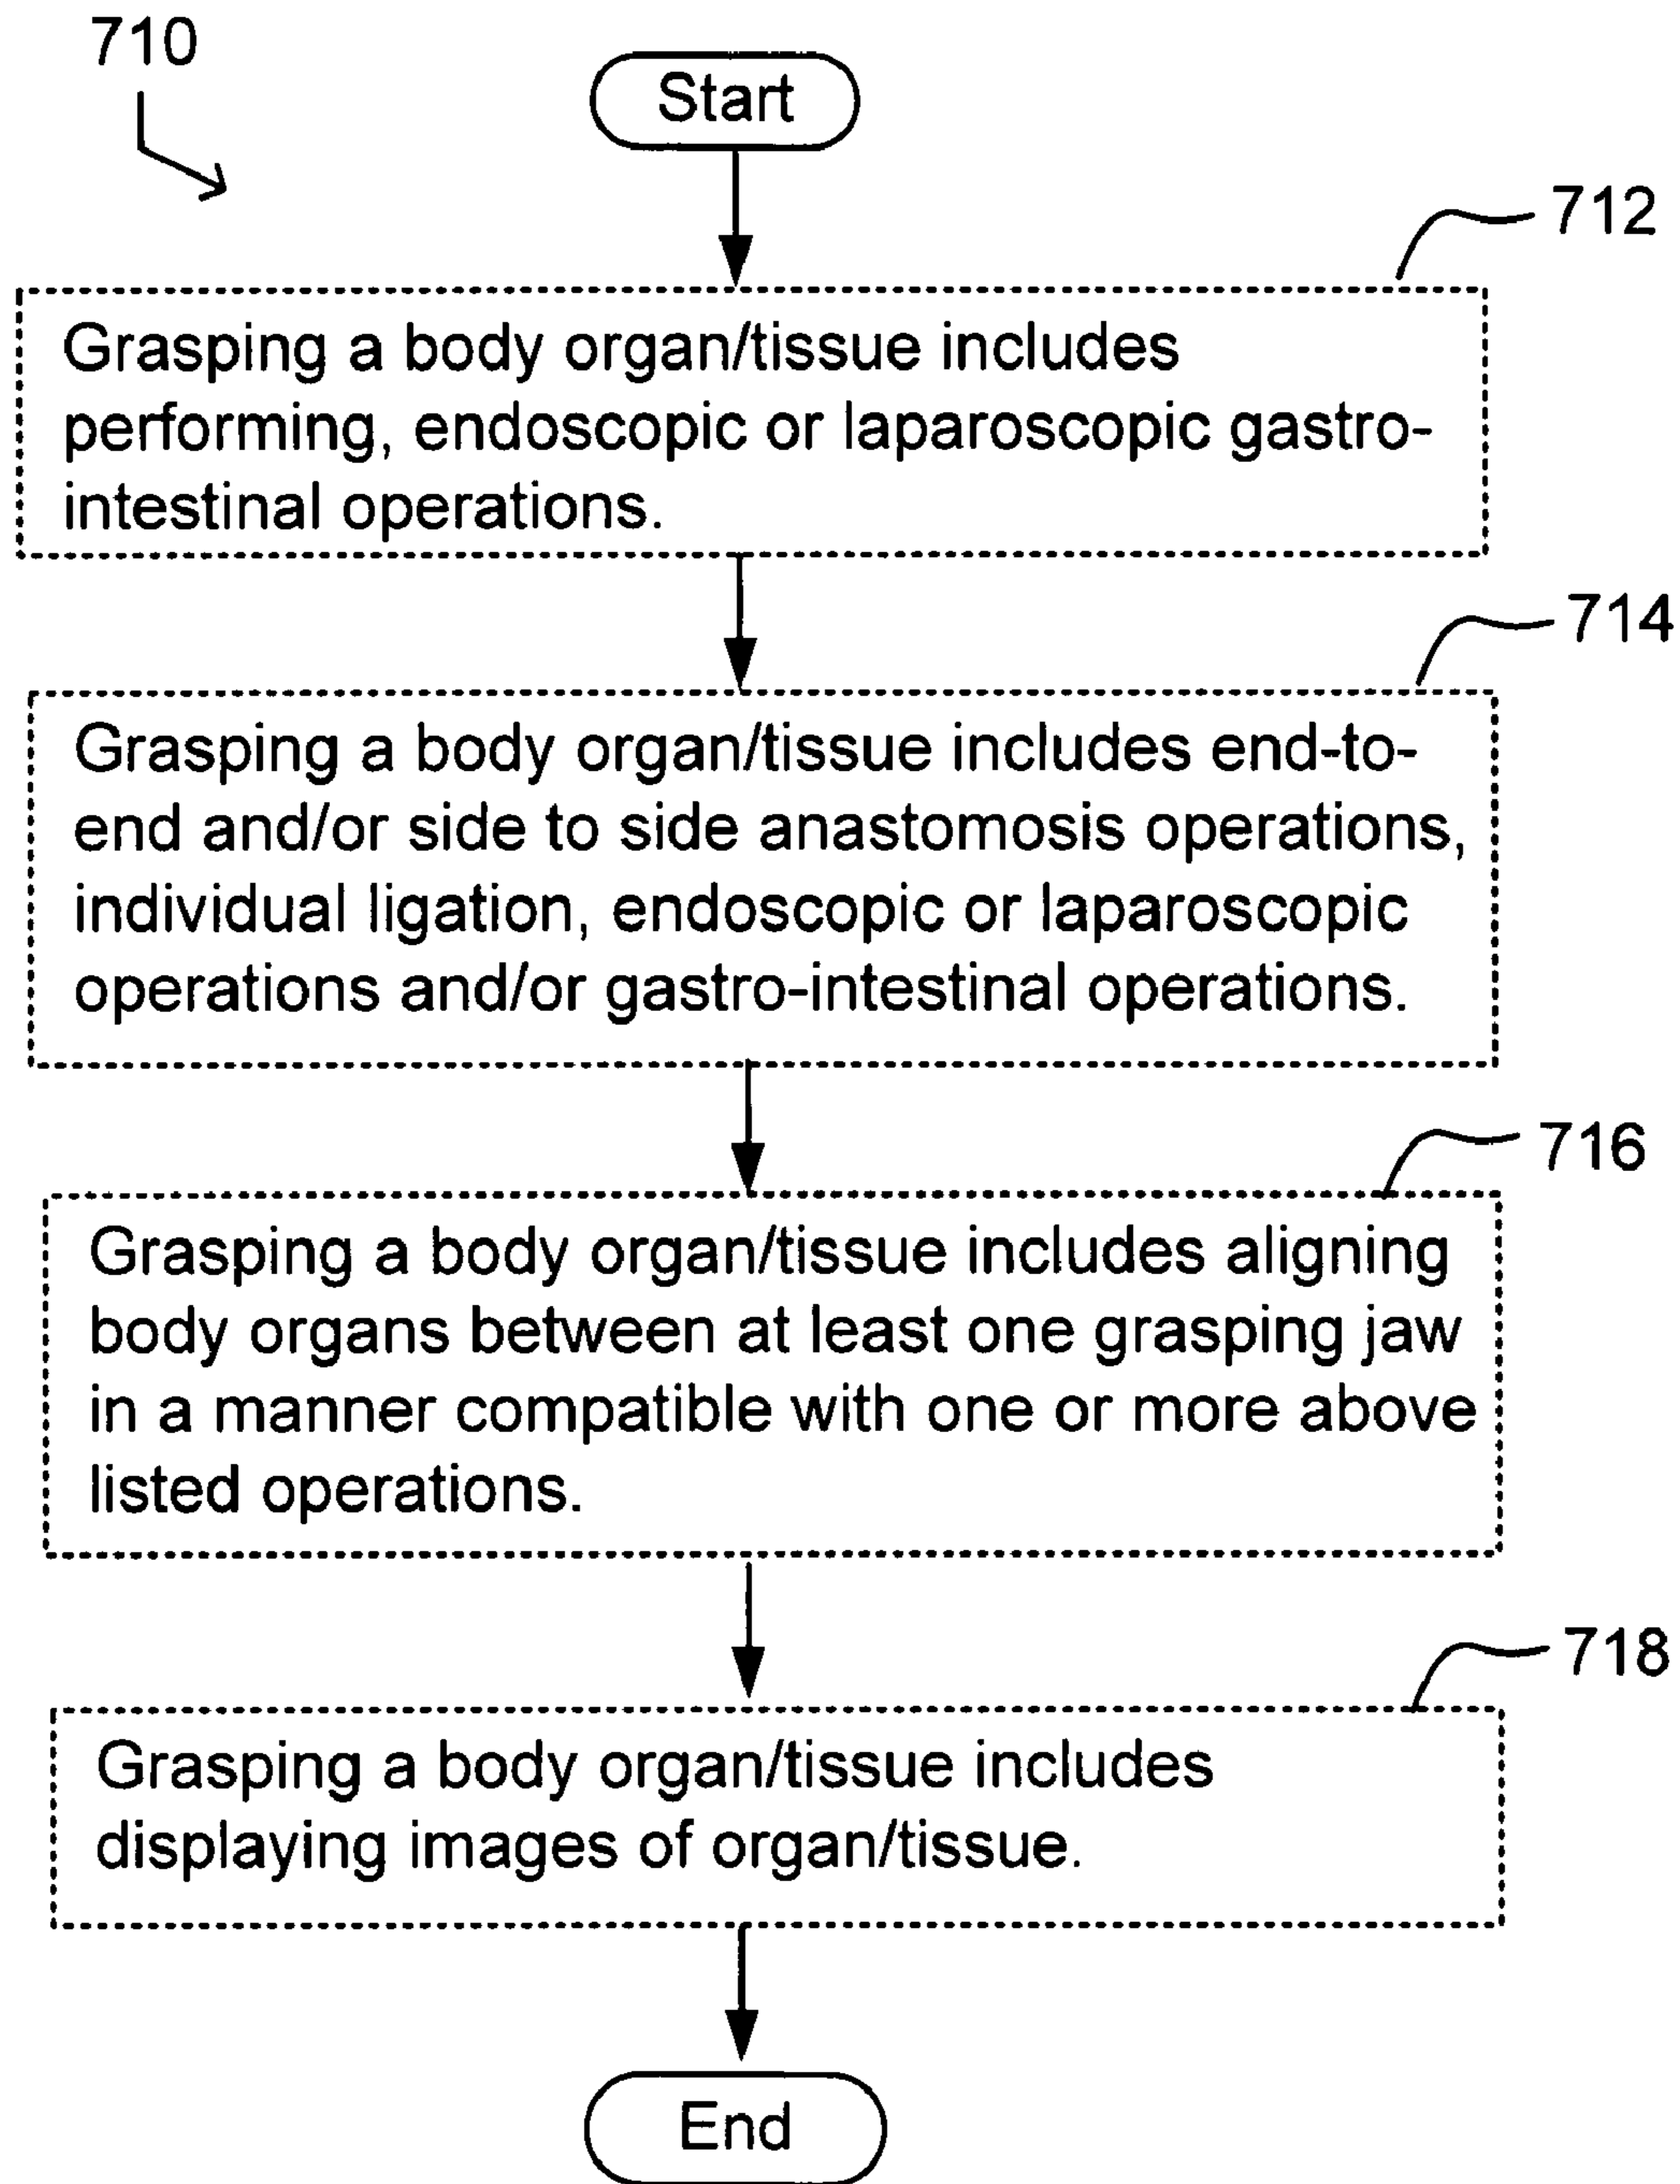 710
Start
712
Grasping a body organ/tissue includes
performing, endoscopic or laparoscopic gastro-
intestinal operations.
714
Grasping a body organ/tissue includes end-to-
end and/or side to side anastomosis operations,
individual ligation, endoscopic or laparoscopic
operations and/or gastro-intestinal operations.
716
Grasping a body organ/tissue includes aligning
body organs between at least one grasping jaw
in a manner compatible with one or more above
listed operations.
718
Grasping a body organ/tissue includes
displaying images of organ/tissue.
End